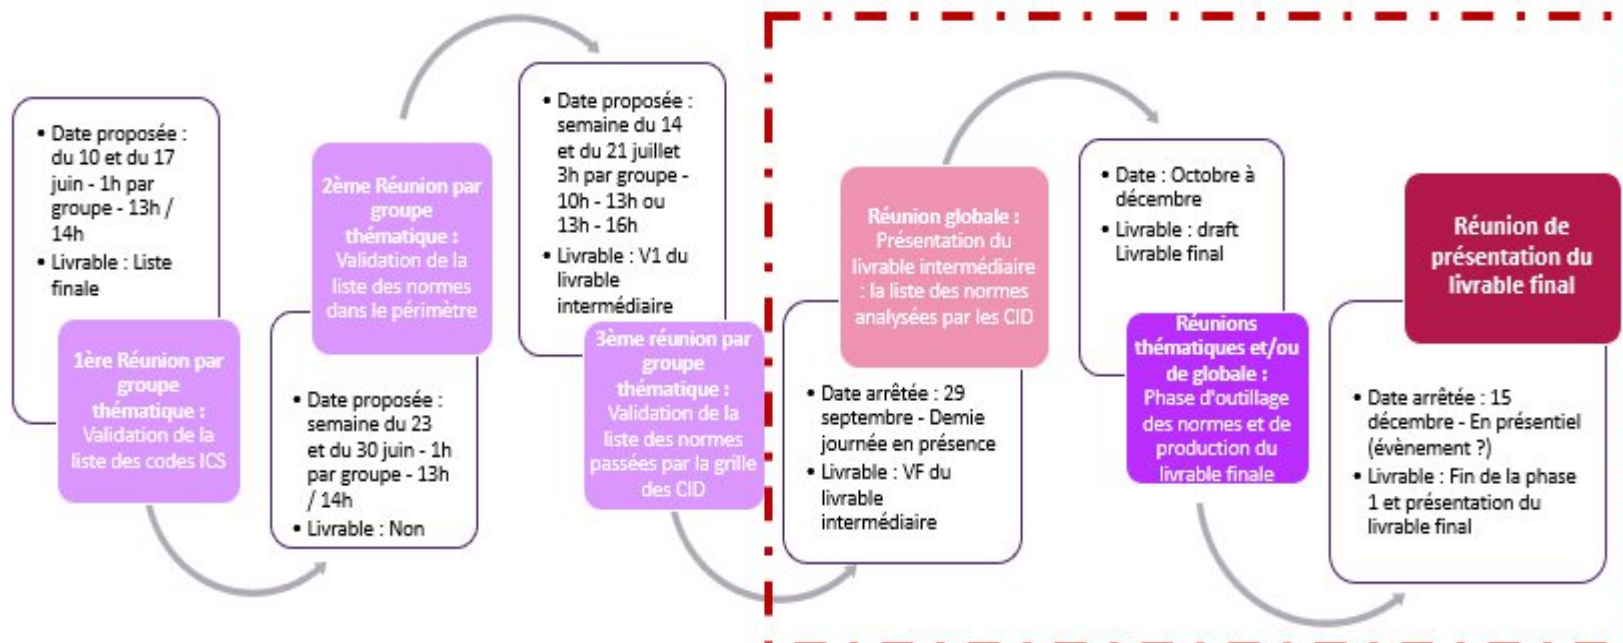 • Date proposée :
du 10 et du 17
juin - 1h par
groupe - 13h /
14h
• Livrable : Liste
finale
1ère Réunion par
groupe
thématique :
Validation de la
liste des codes ICS
2ème Réunion par
groupe
thématique :
Validation de la
liste des normes
dans le périmètre
• Date proposée :
semaine du 23
et du 30 juin - 1h
par groupe - 13h
/ 14h
• Livrable : Non
• Date proposée :
semaine du 14
et du 21 juillet
3h par groupe -
10h - 13h ou
13h - 16h
• Livrable : V1 du
livrable
intermédiaire
3ème réunion par
groupe
thématique :
Validation de la
liste des normes
passées par la grille
des CID
Réunion globale :
Présentation du
livrable intermédiaire
: la liste des normes
analysées par les CID
• Date arrêtée : 29
septembre - Demie
journée en présence
• Livrable : VF du
livrable
intermédiaire
• Date : Octobre à
décembre
• Livrable : draft
Livrable final
Réunions
thématiques et/ou
de globale :
Phase d'outillage
des normes et de
production du
livrable finale
Réunion de
présentation du
livrable final
• Date arrêtée : 15
décembre - En présentiel
(évènement ?)
• Livrable : Fin de la phase
1 et présentation du
livrable final